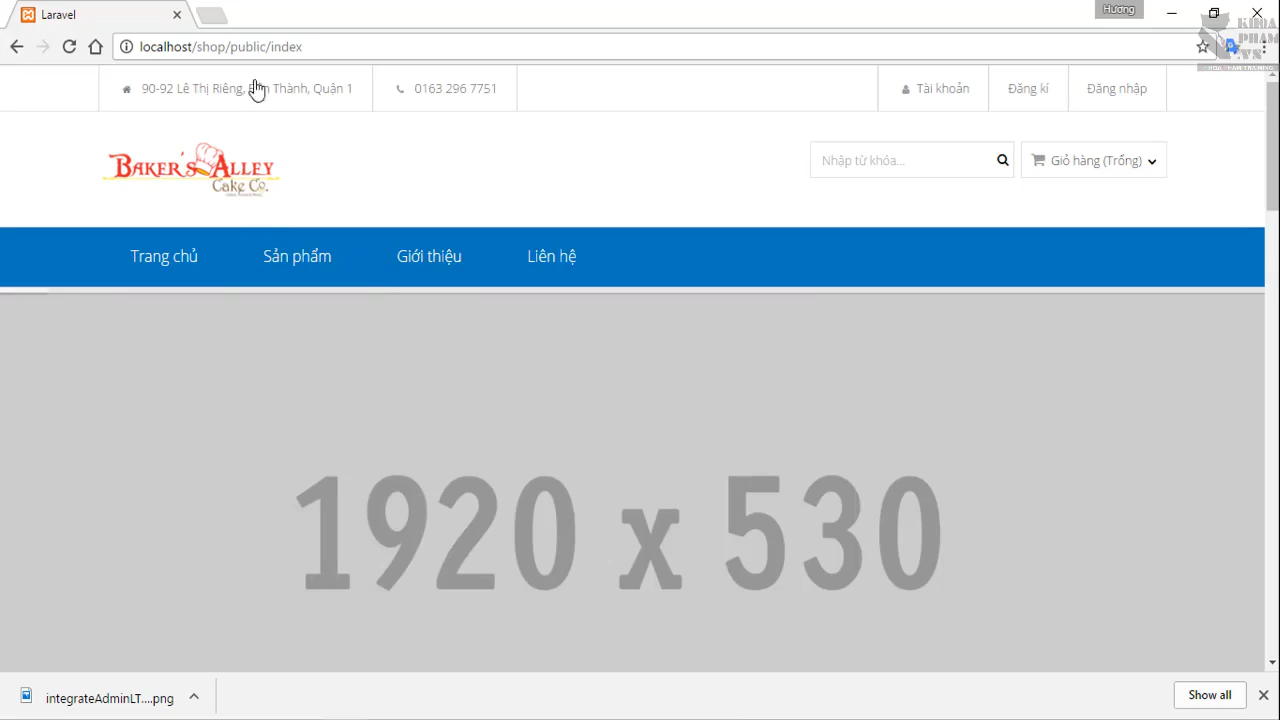 Laravel
Hương
localhost/shop/public/index
90-92 Lê Thị Riêng, Thành, Quận 1
0163 296 7751
Tài khoản
Đăng kí
Đăng nhập
BAKER'S ALLEY
Cake Co.
Nhập từ khóa...
Giỏ hàng (Trống)
Trang chủ
Sản phẩm
Giới thiệu
Liên hệ
1920 x 530
integrateAdminLT....png
Show all